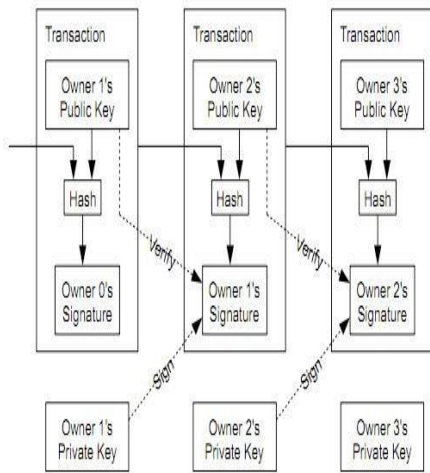 Transaction
Transaction
Transaction
Owner 1's
Public Key
Owner 2's
Public Key
Owner 3's
Public Key
Hash
Hash
Hash
Verify
Verify
Owner 0's
Signature
Owner 1's
Signature
Owner 2's
Signature
Sign
Sign
Owner 1's
Private Key
Owner 2's
Private Key
Owner 3's
Private Key